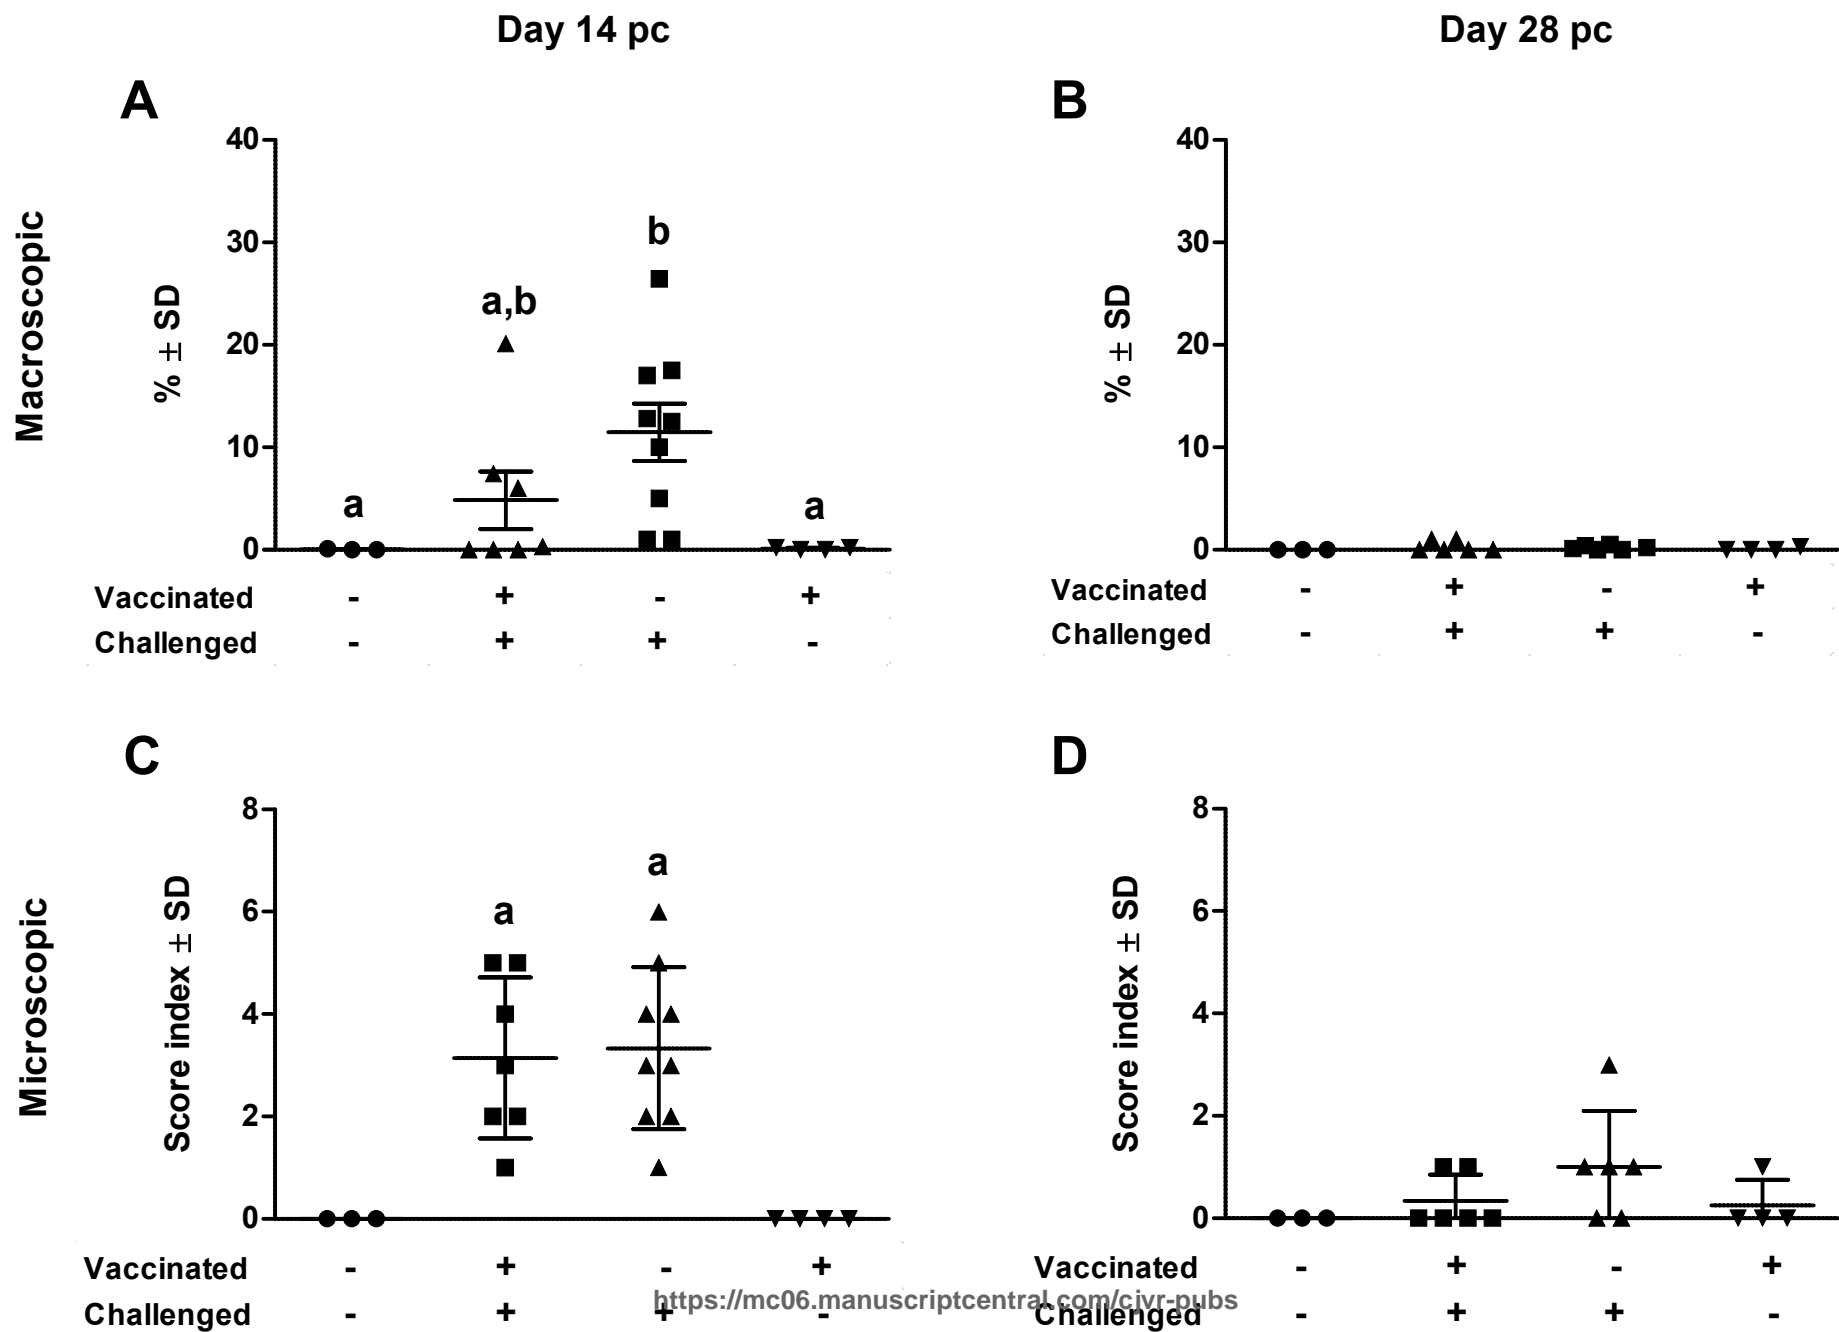 Day 14 pc
Day 28 pc
A
B
Macroscopic
% ± SD
40
30
20
10
0
a
a,b
b
a
Vaccinated - + - +
Challenged - + + -
% ± SD
40
30
20
10
0
Vaccinated - + - +
Challenged - + + -
C
D
Microscopic
Score index ± SD
8
6
4
2
0
a
a
Vaccinated - + - +
Challenged - + + -
Score index ± SD
8
6
4
2
0
Vaccinated - + - +
Challenged - + + -
https://mc06.manuscriptcentral.com/cjvr-pubs